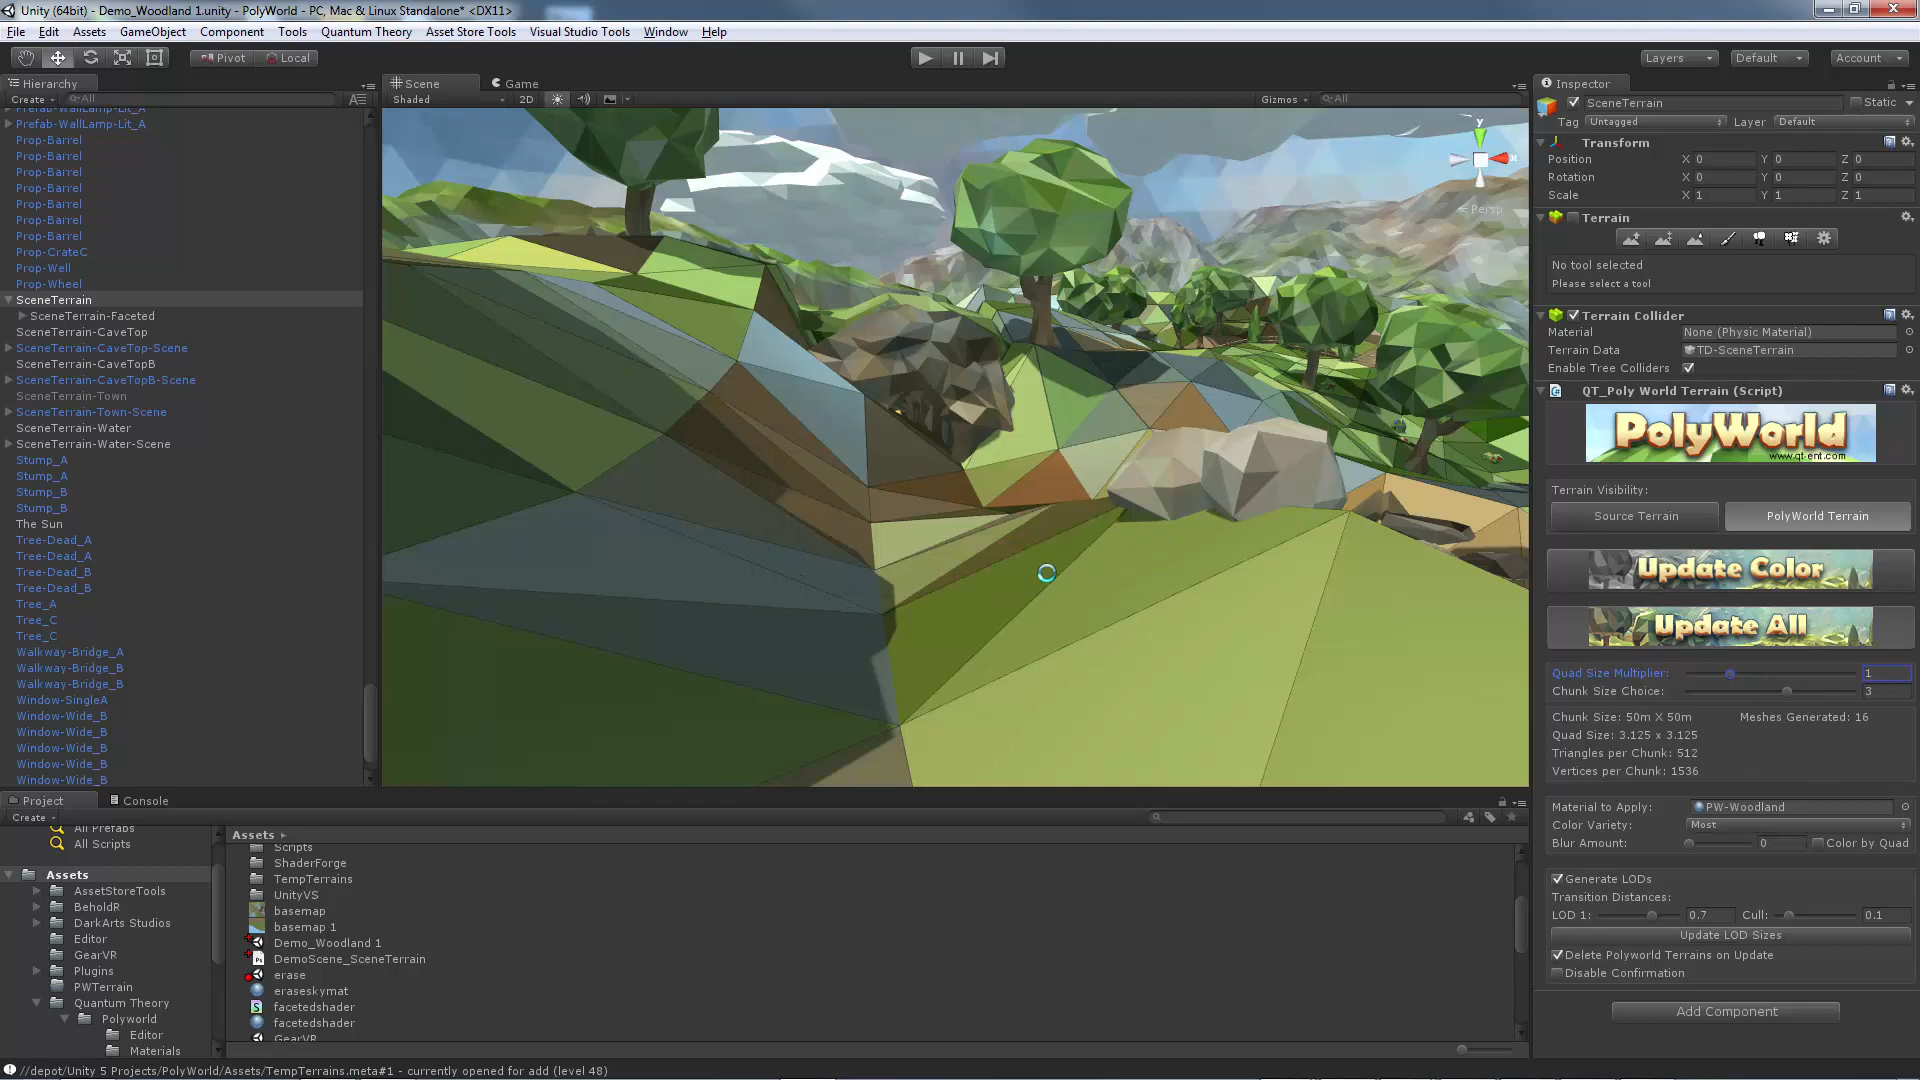 Unity (64bit) - Demo_Woodland 1.unity - PolyWorld - PC, Mac & Linux Standalone* <DX11>
File Edit Assets GameObject Component Tools Quantum Theory Asset Store Tools Visual Studio Tools Window Help
Pivot Local Layers Default Account
Hierarchy
Create All
Prefab-WallLamp-Lit_A
Prefab-WallLamp-Lit_A
Prop-Barrel
Prop-Barrel
Prop-Barrel
Prop-Barrel
Prop-Barrel
Prop-Barrel
Prop-Barrel
Prop-CrateC
Prop-Well
Prop-Wheel
SceneTerrain
SceneTerrain-Faceted
SceneTerrain-CaveTop
SceneTerrain-CaveTop-Scene
SceneTerrain-CaveTopB
SceneTerrain-CaveTopB-Scene
SceneTerrain-Town
SceneTerrain-Town-Scene
SceneTerrain-Water
SceneTerrain-Water-Scene
Stump_A
Stump_A
Stump_B
Stump_B
The Sun
Tree-Dead_A
Tree-Dead_A
Tree-Dead_B
Tree-Dead_B
Tree_A
Tree_C
Tree_C
Walkway-Bridge_A
Walkway-Bridge_B
Walkway-Bridge_B
Window-SingleA
Window-Wide_B
Window-Wide_B
Window-Wide_B
Window-Wide_B
Window-Wide_B
Scene Game
Shaded 2D Gizmos All
y
x
Persp
Inspector
SceneTerrain Static
Tag Untagged Layer Default
Transform
Position X 0 Y 0 Z 0
Rotation X 0 Y 0 Z 0
Scale X 1 Y 1 Z 1
Terrain
No tool selected
Please select a tool
Terrain Collider
Material None (Physic Material)
Terrain Data TD-SceneTerrain
Enable Tree Colliders
QT_Poly World Terrain (Script)
PolyWorld
www.qt-ent.com
Terrain Visibility:
Source Terrain PolyWorld Terrain
Update Color
Update All
Quad Size Multiplier: 1
Chunk Size Choice: 3
Chunk Size: 50m X 50m Meshes Generated: 16
Quad Size: 3.125 x 3.125
Triangles per Chunk: 512
Vertices per Chunk: 1536
Material to Apply: PW-Woodland
Color Variety: Most
Blur Amount: 0 Color by Quad
Generate LODs
Transition Distances:
LOD 1: 0.7 Cull: 0.1
Update LOD Sizes
Delete Polyworld Terrains on Update
Disable Confirmation
Add Component
Project Console
Create
All Prefabs
All Scripts
Assets
AssetStoreTools
BeholdR
DarkArts Studios
Editor
GearVR
Plugins
PWTerrain
Quantum Theory
Polyworld
Editor
Materials
Assets
Scripts
ShaderForge
TempTerrains
UnityVS
basemap
basemap 1
Demo_Woodland 1
DemoScene_SceneTerrain
erase
eraseskymat
facetedshader
facetedshader
GearVR
//depot/Unity 5 Projects/PolyWorld/Assets/TempTerrains.meta#1 - currently opened for add (level 48)